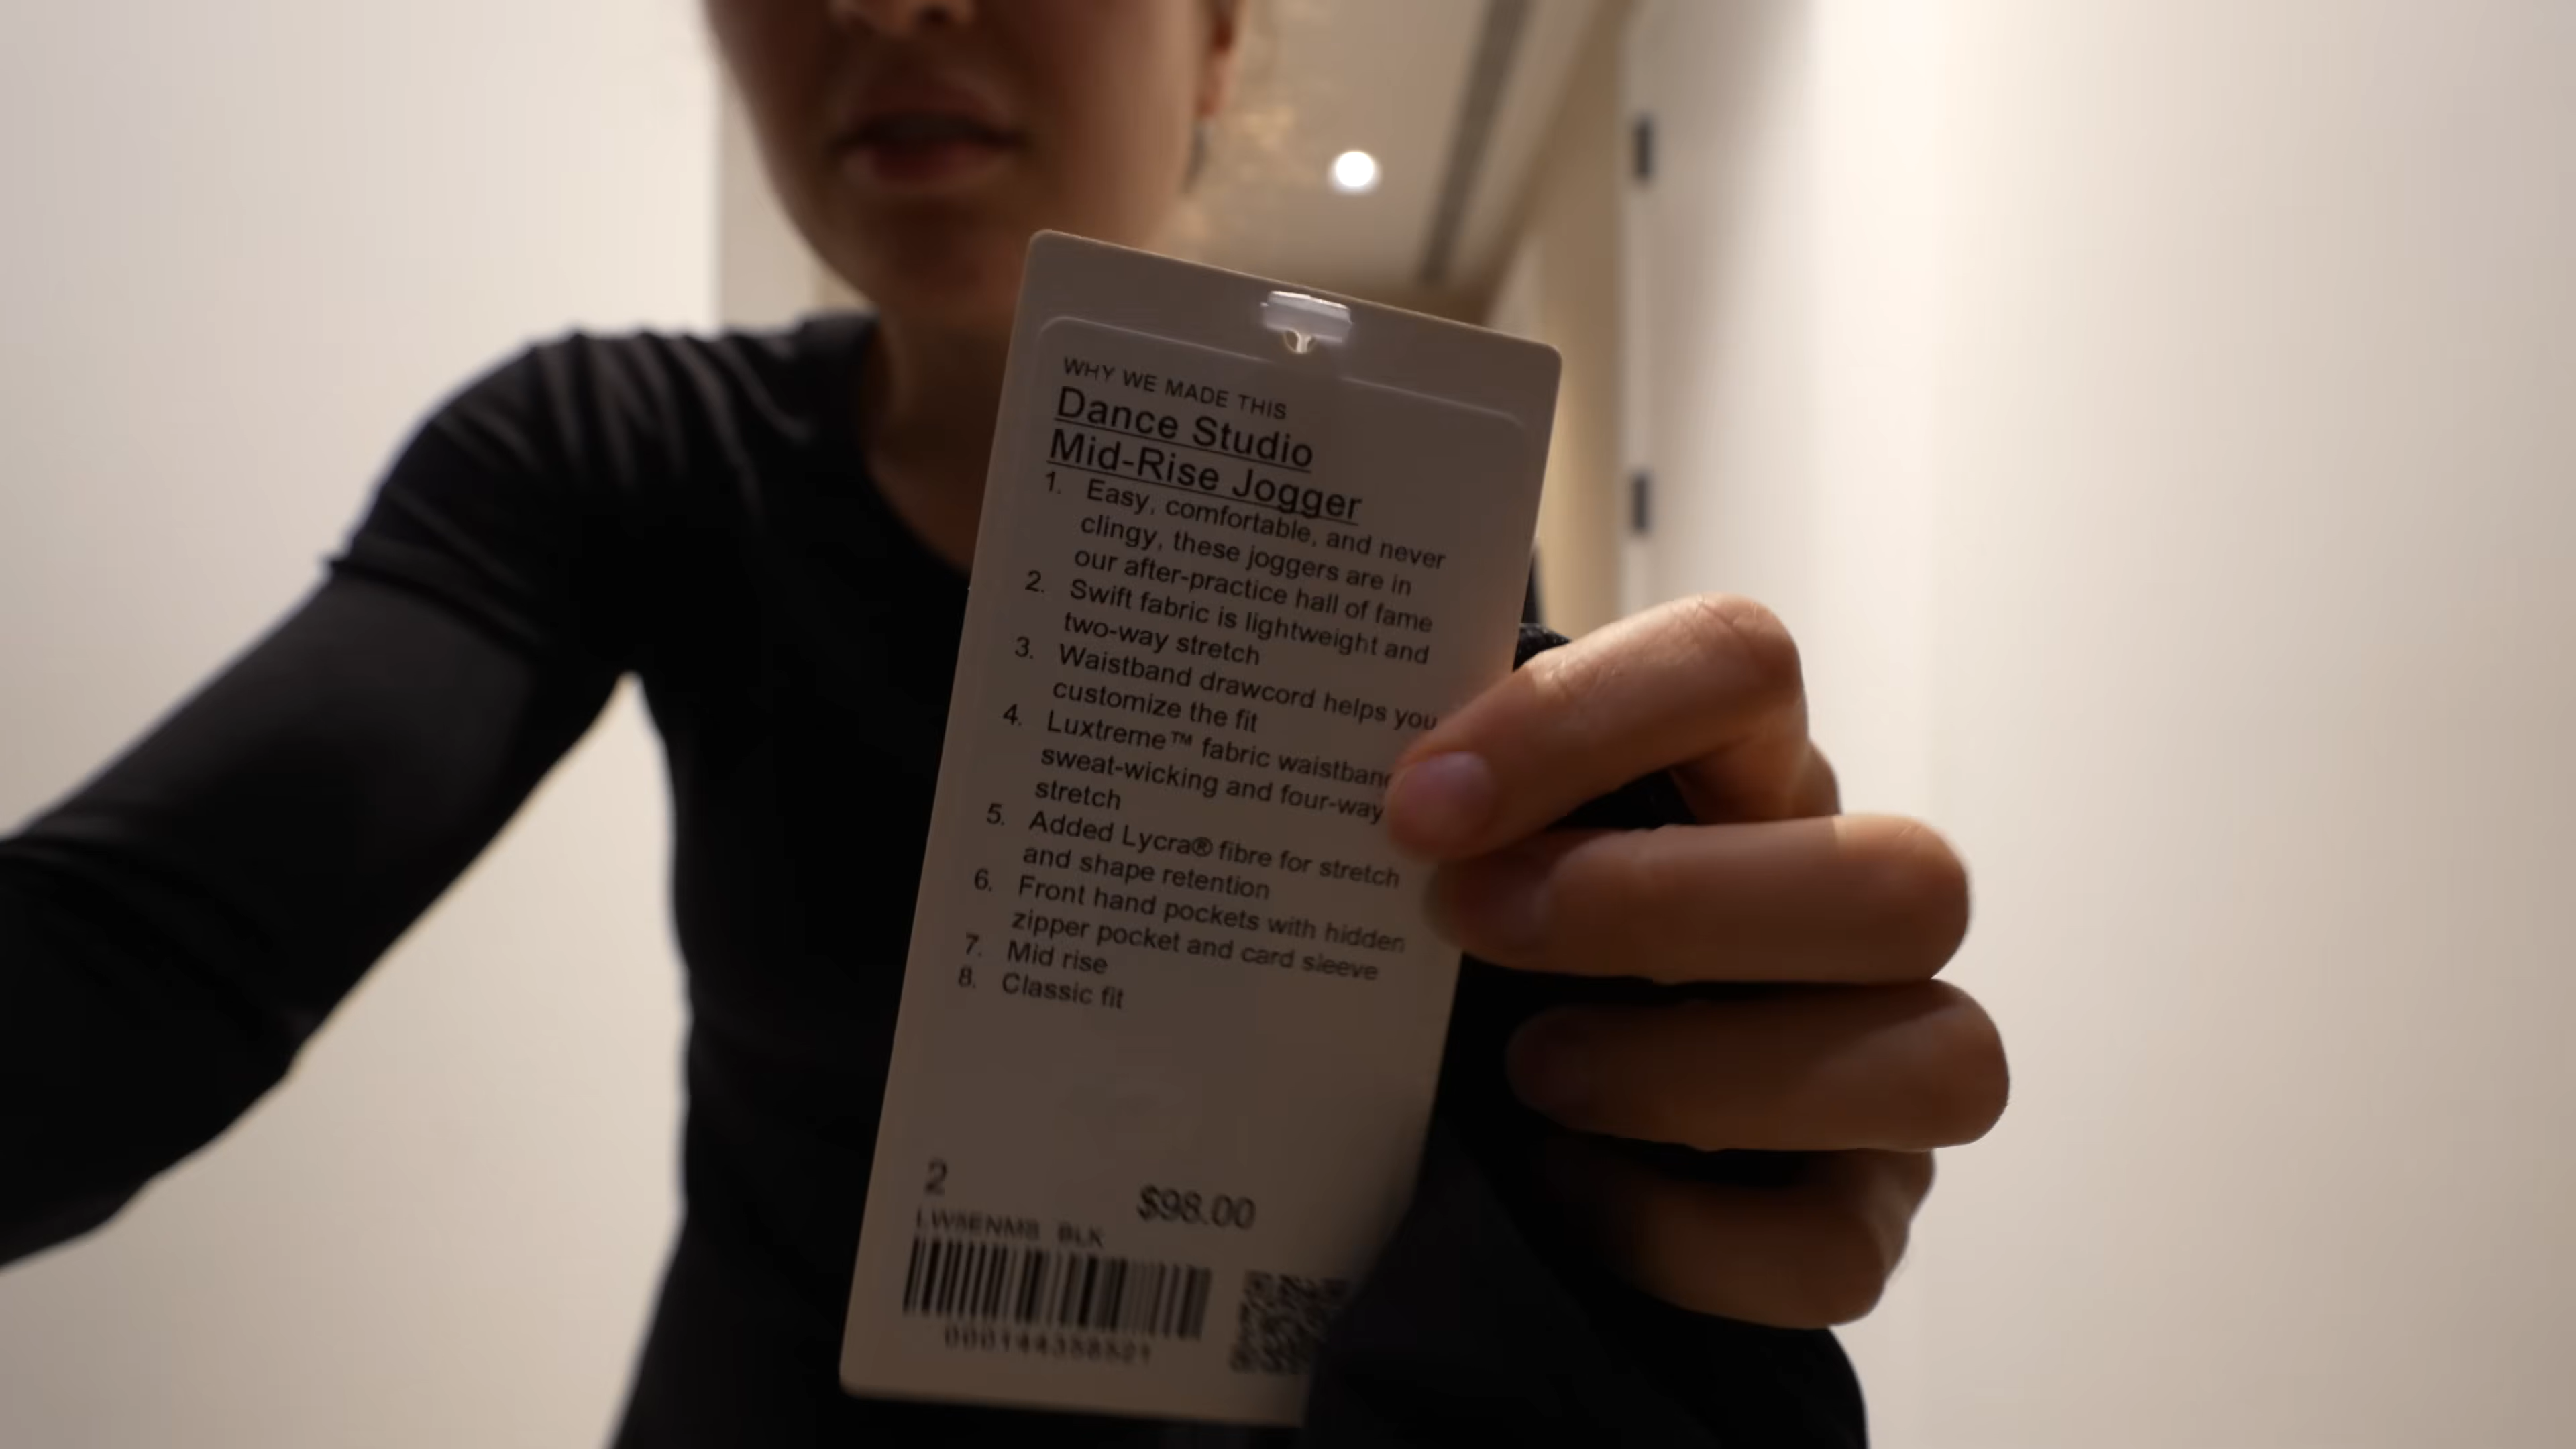 WHY WE MADE THIS
Dance Studio
Mid-Rise Jogger
1. Easy, comfortable, and never
clingy, these joggers are in
our after-practice hall of fame
2. Swift fabric is lightweight and
two-way stretch
3. Waistband drawcord helps you
customize the fit
4. Luxtreme™ fabric waistband
sweat-wicking and four-way
stretch
5. Added Lycra® fibre for stretch
and shape retention
6. Front hand pockets with hidden
zipper pocket and card sleeve
7. Mid rise
8. Classic fit
2
$98.00
BLK